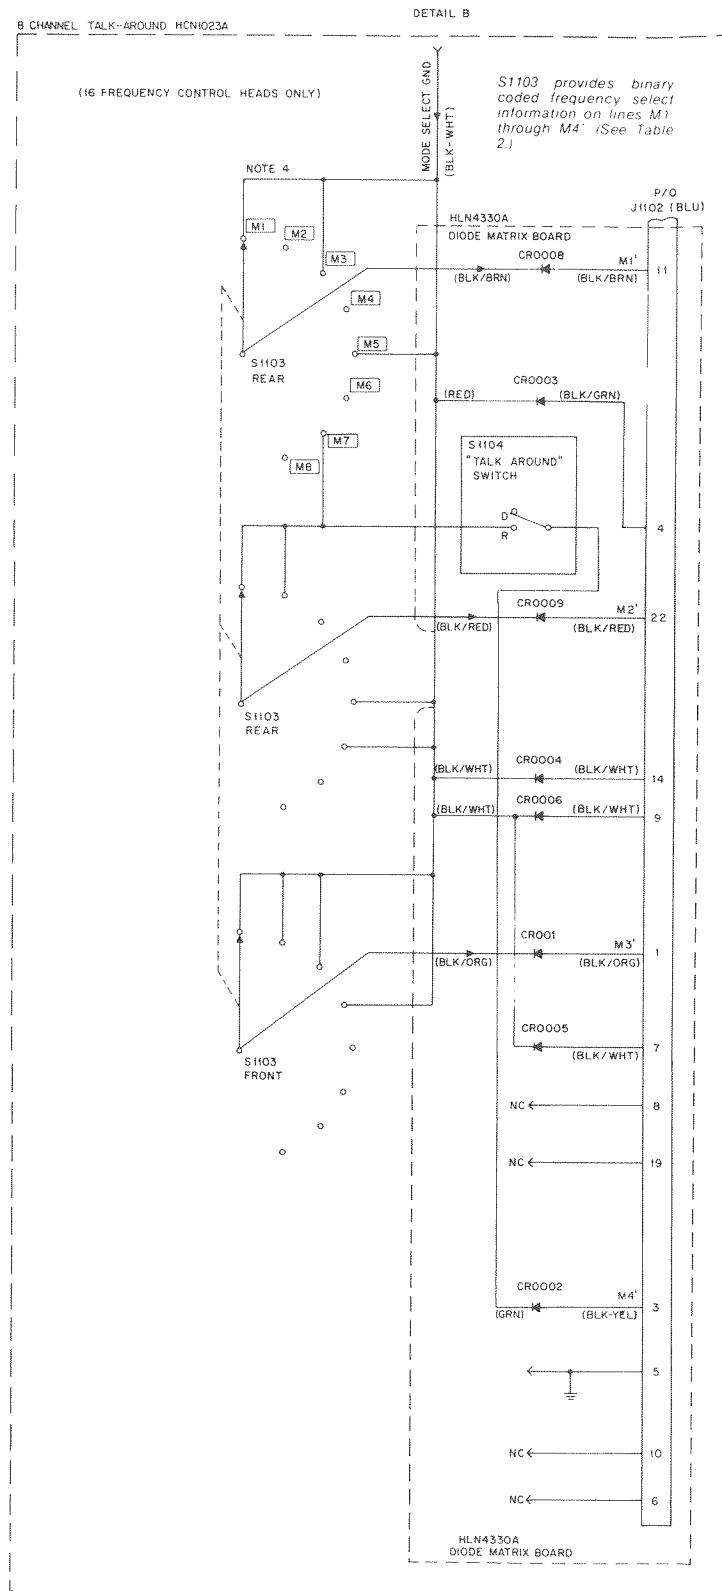 DETAIL B
8 CHANNEL TALK-AROUND HCN1023A
(16 FREQUENCY CONTROL HEADS ONLY)
MODE SELECT GND
(BLK-WHT)
S1103 provides binary
coded frequency select
information on lines M1'
through M4' (See Table
2.)
NOTE 4
P/O
J1102 (BLU)
HLN4330A
DIODE MATRIX BOARD
M1
M2
M3
M4
M5
M6
M7
M8
S1103
REAR
CR0008
M1'
(BLK/BRN)
(BLK/BRN)
11
CR0003
(RED)
(BLK/GRN)
S1104
"TALK AROUND"
SWITCH
D
R
4
CR0009
M2'
(BLK/RED)
(BLK/RED)
22
S1103
REAR
CR0004
(BLK/WHT)
(BLK/WHT)
14
CR0006
(BLK/WHT)
(BLK/WHT)
9
CR001
M3'
(BLK/ORG)
(BLK/ORG)
1
CR0005
(BLK/WHT)
7
S1103
FRONT
NC
8
NC
19
CR0002
M4'
(GRN)
(BLK-YEL)
3
5
NC
10
NC
6
HLN4330A
DIODE MATRIX BOARD